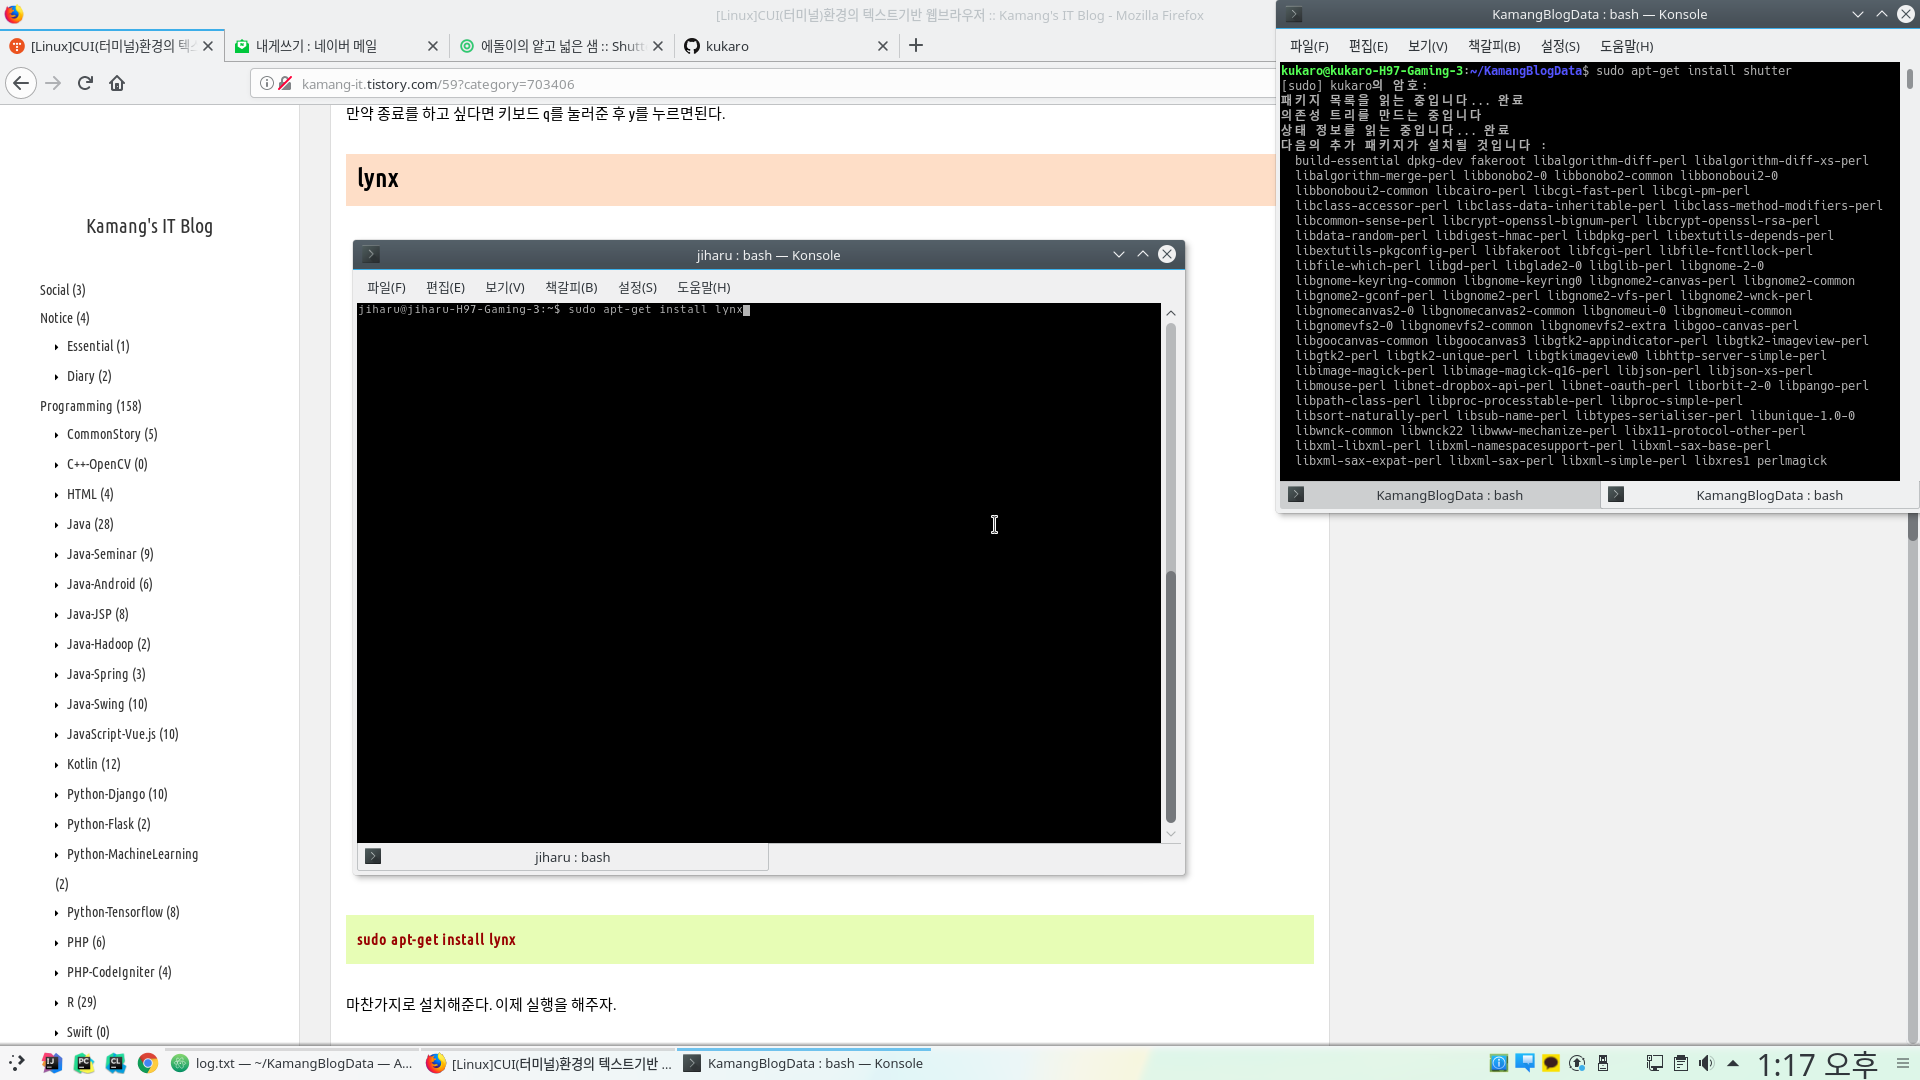 [Linux]CUI(터미널)환경의 텍스트기반 웹브라우저 :: Kamang's IT Blog - Mozilla Firefox
[Linux]CUI(터미널)환경의 텍스
내게쓰기 : 네이버 메일
에돌이의 얕고 넓은 샘 :: Shutt
kukaro
kamang-it.tistory.com/59?category=703406
Kamang's IT Blog
Social (3)
Notice (4)
Essential (1)
Diary (2)
Programming (158)
CommonStory (5)
C++-OpenCV (0)
HTML (4)
Java (28)
Java-Seminar (9)
Java-Android (6)
Java-JSP (8)
Java-Hadoop (2)
Java-Spring (3)
Java-Swing (10)
JavaScript-Vue.js (10)
Kotlin (12)
Python-Django (10)
Python-Flask (2)
Python-MachineLearning
(2)
Python-Tensorflow (8)
PHP (6)
PHP-CodeIgniter (4)
R (29)
Swift (0)
만약 종료를 하고 싶다면 키보드 q를 눌러준 후 y를 누르면된다.
lynx
jiharu : bash — Konsole
파일(F) 편집(E) 보기(V) 책갈피(B) 설정(S) 도움말(H)
jiharu@jiharu-H97-Gaming-3:~$ sudo apt-get install lynx
jiharu : bash
sudo apt-get install lynx
마찬가지로 설치해준다. 이제 실행을 해주자.
KamangBlogData : bash — Konsole
파일(F) 편집(E) 보기(V) 책갈피(B) 설정(S) 도움말(H)
kukaro@kukaro-H97-Gaming-3:~/KamangBlogData$ sudo apt-get install shutter
[sudo] kukaro의 암호:
패키지 목록을 읽는 중입니다... 완료
의존성 트리를 만드는 중입니다
상태 정보를 읽는 중입니다... 완료
다음의 추가 패키지가 설치될 것입니다 :
build-essential dpkg-dev fakeroot libalgorithm-diff-perl libalgorithm-diff-xs-perl
libalgorithm-merge-perl libbonobo2-0 libbonobo2-common libbonoboui2-0
libbonoboui2-common libcairo-perl libcgi-fast-perl libcgi-pm-perl
libclass-accessor-perl libclass-data-inheritable-perl libclass-method-modifiers-perl
libcommon-sense-perl libcrypt-openssl-bignum-perl libcrypt-openssl-rsa-perl
libdata-random-perl libdigest-hmac-perl libdpkg-perl libextutils-depends-perl
libextutils-pkgconfig-perl libfakeroot libfcgi-perl libfile-fcntllock-perl
libfile-which-perl libgd-perl libglade2-0 libglib-perl libgnome-2-0
libgnome-keyring-common libgnome-keyring0 libgnome2-canvas-perl libgnome2-common
libgnome2-gconf-perl libgnome2-perl libgnome2-vfs-perl libgnome2-wnck-perl
libgnomecanvas2-0 libgnomecanvas2-common libgnomeui-0 libgnomeui-common
libgnomevfs2-0 libgnomevfs2-common libgnomevfs2-extra libgoo-canvas-perl
libgoocanvas-common libgoocanvas3 libgtk2-appindicator-perl libgtk2-imageview-perl
libgtk2-perl libgtk2-unique-perl libgtkimageview0 libhttp-server-simple-perl
libimage-magick-perl libimage-magick-q16-perl libjson-perl libjson-xs-perl
libmouse-perl libnet-dropbox-api-perl libnet-oauth-perl liborbit-2-0 libpango-perl
libpath-class-perl libproc-processtable-perl libproc-simple-perl
libsort-naturally-perl libsub-name-perl libtypes-serialiser-perl libunique-1.0-0
libwnck-common libwnck22 libwww-mechanize-perl libx11-protocol-other-perl
libxml-libxml-perl libxml-namespacesupport-perl libxml-sax-base-perl
libxml-sax-expat-perl libxml-sax-perl libxml-simple-perl libxres1 perlmagick
KamangBlogData : bash
KamangBlogData : bash
log.txt — ~/KamangBlogData — A...
[Linux]CUI(터미널)환경의 텍스트기반 ...
KamangBlogData : bash — Konsole
1:17 오후